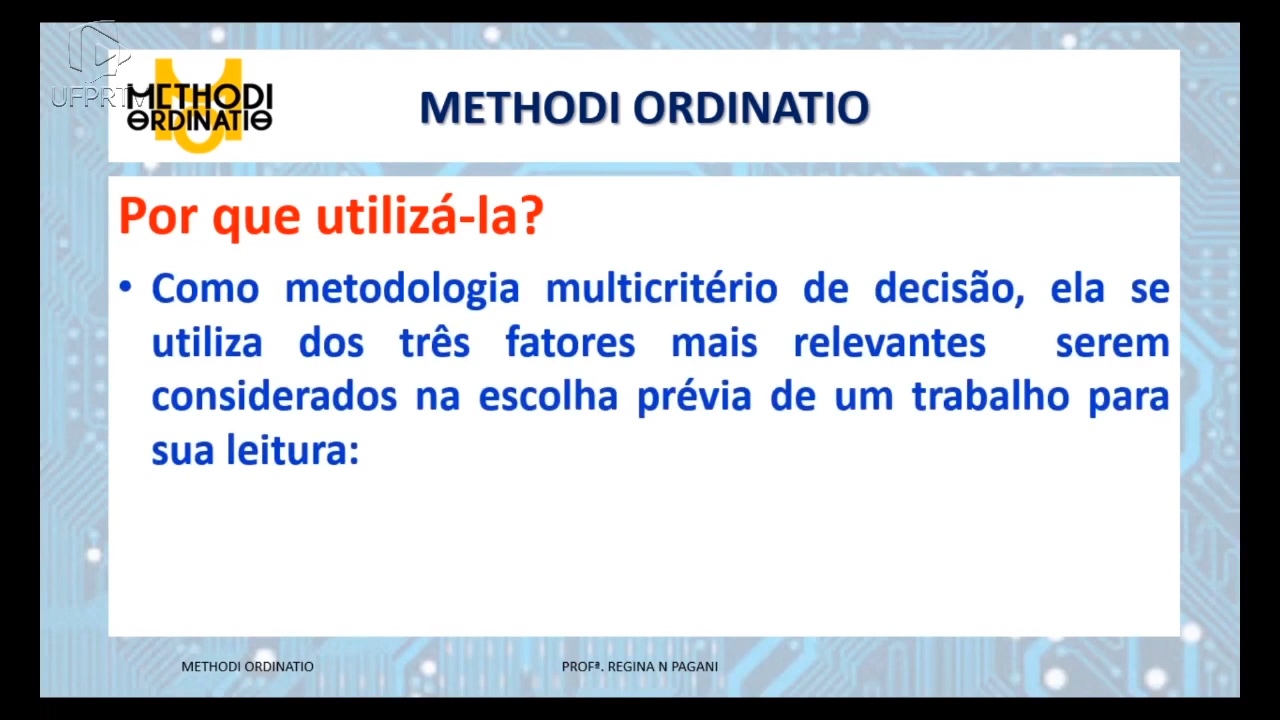 UFPRTV
METHODI
ORDINATIO
METHODI ORDINATIO
Por que utilizá-la?
• Como metodologia multicritério de decisão, ela se
utiliza dos três fatores mais relevantes serem
considerados na escolha prévia de um trabalho para
sua leitura:
METHODI ORDINATIO
PROFª. REGINA N PAGANI